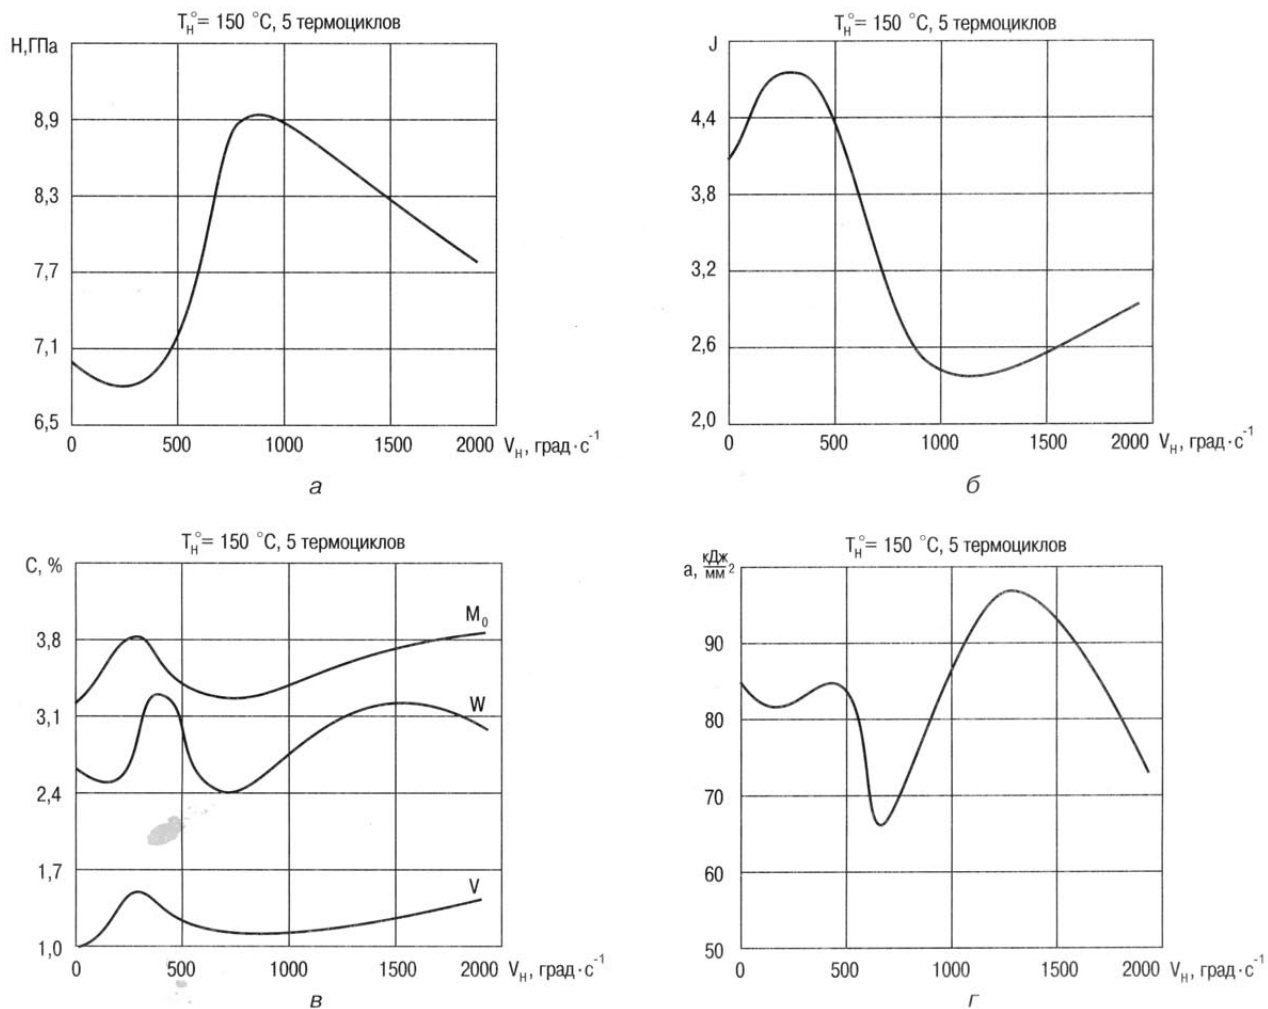 T°н= 150 °C, 5 термоциклов
H,ГПа
8,9
8,3
7,7
7,1
6,5
0 500 1000 1500 2000 Vн, град·с⁻¹
а
T°н= 150 °C, 5 термоциклов
J
4,4
3,8
3,2
2,6
2,0
0 500 1000 1500 2000 Vн, град·с⁻¹
б
T°н= 150 °C, 5 термоциклов
C, %
M₀
3,8
W
3,1
2,4
1,7
V
1,0
0 500 1000 1500 2000 Vн, град·с⁻¹
в
T°н= 150 °C, 5 термоциклов
a, кДж/мм²
90
80
70
60
50
0 500 1000 1500 2000 Vн, град·с⁻¹
г